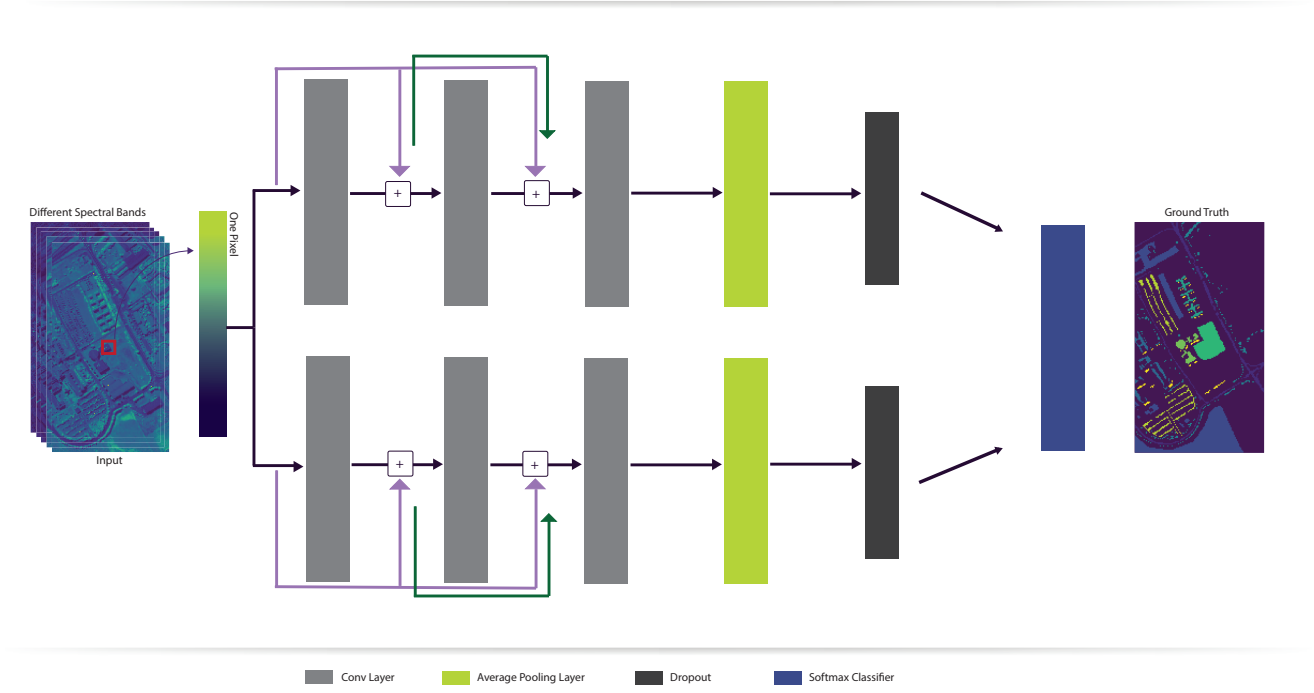 Different Spectral Bands
One Pixel
Ground Truth
+
+
+
+
Input
Conv Layer
Average Pooling Layer
Dropout
Softmax Classifier